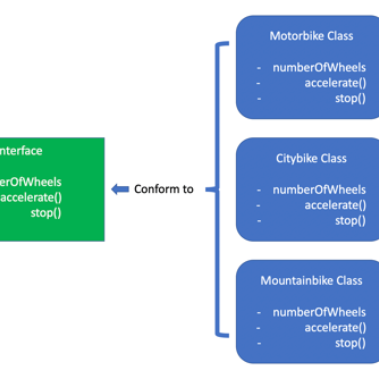 nterface
erOfWheels
accelerate()
stop()
Conform to
Motorbike Class
- numberOfWheels
- accelerate()
- stop()
Citybike Class
- numberOfWheels
- accelerate()
- stop()
Mountainbike Class
- numberOfWheels
- accelerate()
- stop()